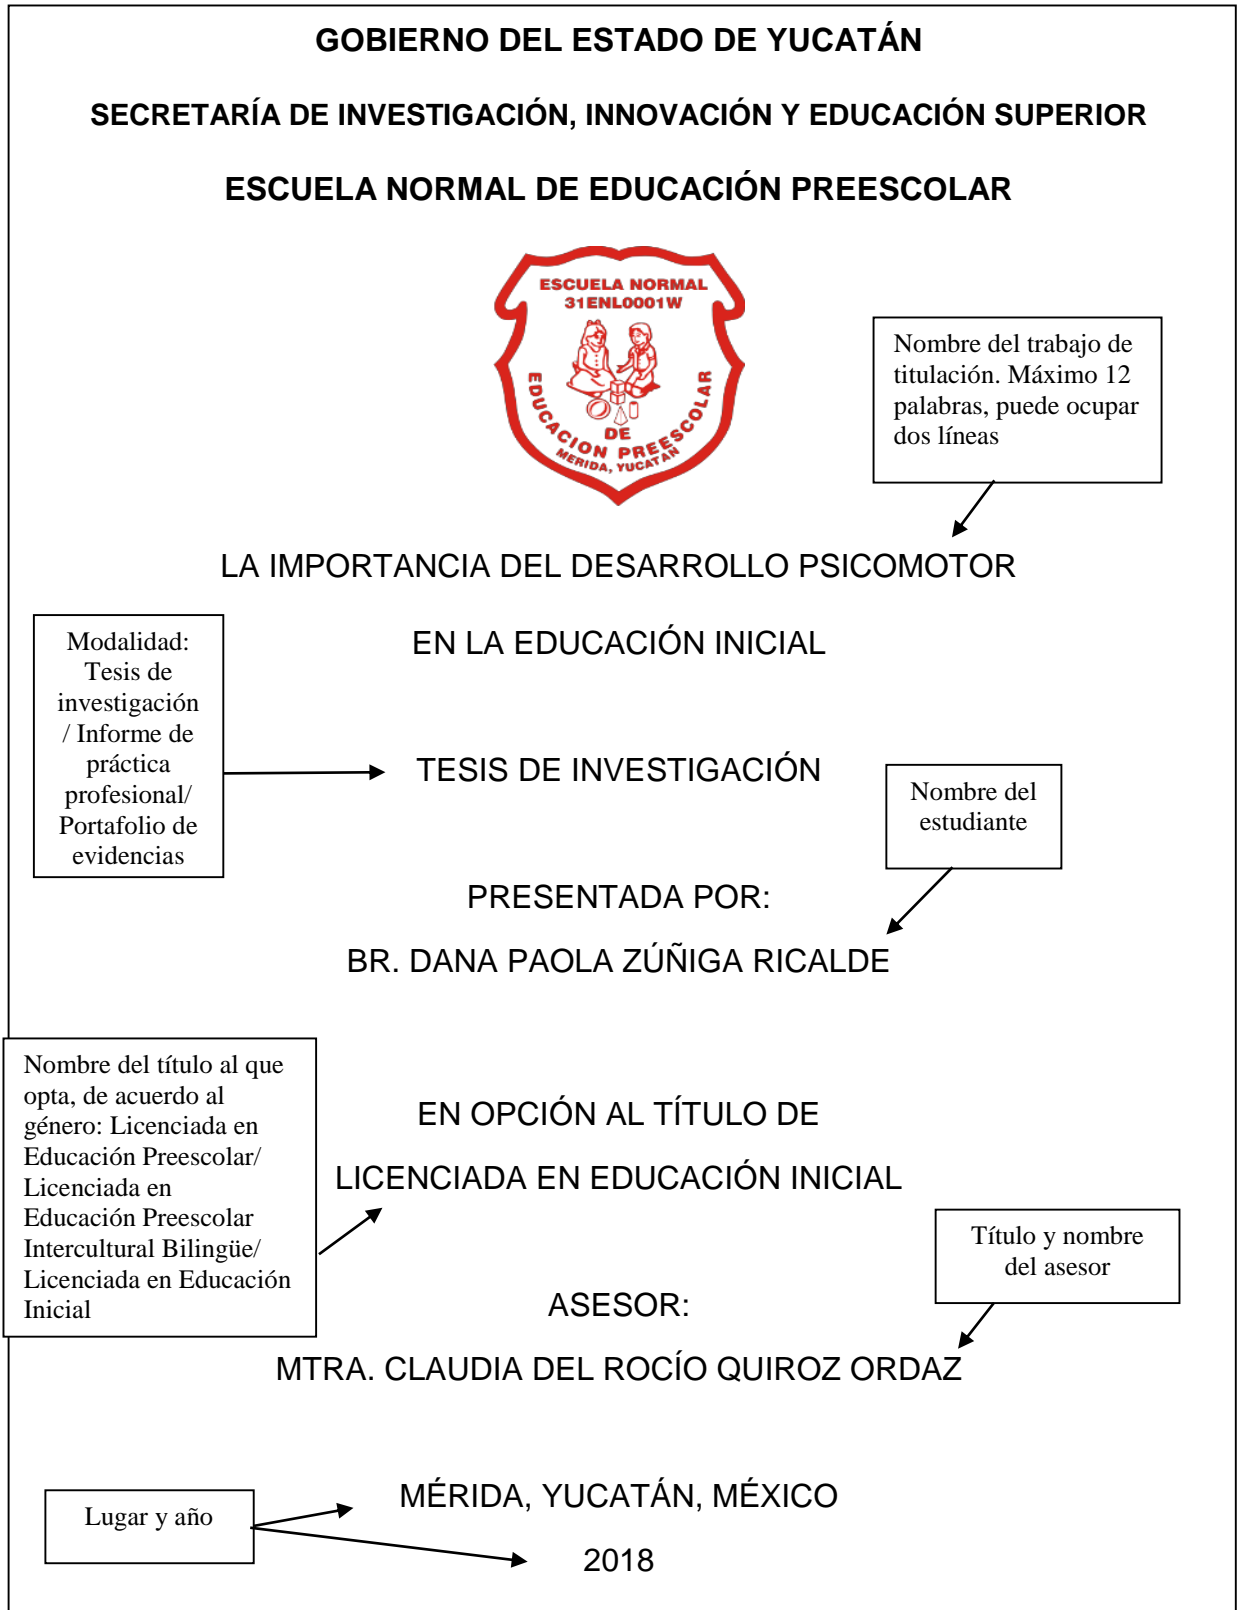 GOBIERNO DEL ESTADO DE YUCATÁN
SECRETARÍA DE INVESTIGACIÓN, INNOVACIÓN Y EDUCACIÓN SUPERIOR
ESCUELA NORMAL DE EDUCACIÓN PREESCOLAR
ESCUELA NORMAL
31ENL0001W
DE
EDUCACION PREESCOLAR
MERIDA, YUCATAN
Nombre del trabajo de
titulación. Máximo 12
palabras, puede ocupar
dos líneas
LA IMPORTANCIA DEL DESARROLLO PSICOMOTOR
EN LA EDUCACIÓN INICIAL
Modalidad:
Tesis de
investigación
/ Informe de
práctica
profesional/
Portafolio de
evidencias
TESIS DE INVESTIGACIÓN
Nombre del
estudiante
PRESENTADA POR:
BR. DANA PAOLA ZÚÑIGA RICALDE
Nombre del título al que
opta, de acuerdo al
género: Licenciada en
Educación Preescolar/
Licenciada en
Educación Preescolar
Intercultural Bilingüe/
Licenciada en Educación
Inicial
EN OPCIÓN AL TÍTULO DE
LICENCIADA EN EDUCACIÓN INICIAL
Título y nombre
del asesor
ASESOR:
MTRA. CLAUDIA DEL ROCÍO QUIROZ ORDAZ
Lugar y año
MÉRIDA, YUCATÁN, MÉXICO
2018